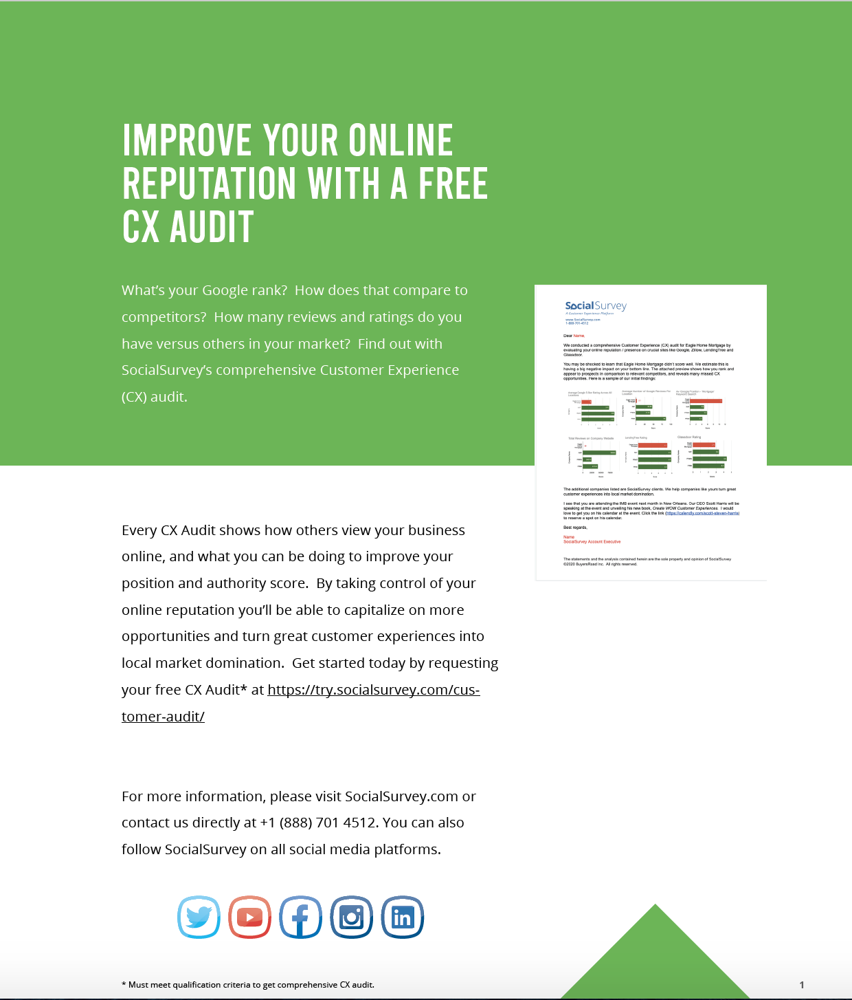 IMPROVE YOUR ONLINE
REPUTATION WITH A FREE
CX AUDIT
What's your Google rank?  How does that compare to
competitors?  How many reviews and ratings do you
have versus others in your market?  Find out with
SocialSurvey's comprehensive Customer Experience
(CX) audit.
SocialSurvey
A Customer Experience Platform
www.SocialSurvey.com
1-888-701-4512
Dear Name,
We conducted a comprehensive Customer Experience (CX) audit for Eagle Home Mortgage by
evaluating your online reputation / presence on crucial sites like Google, Zillow, LendingTree and
Glassdoor.
You may be shocked to learn that Eagle Home Mortgage didn't score well. We estimate this is
having a big negative impact on your bottom line. The attached preview shows how you rank and
appear to prospects in comparison to relevant competitors, and reveals many missed CX
opportunities. Here is a sample of our initial findings:
Average Google 5-Star Rating Across All
Locations
Average Number of Google Reviews Per
Location
Av. Google Position - 'Mortgage'
Keyword Search
Total Reviews on Company Website
LendingTree Rating
Glassdoor Rating
The additional companies listed are SocialSurvey clients. We help companies like yours turn great
customer experiences into local market domination.
I see that you are attending the IMB event next month in New Orleans. Our CEO Scott Harris will be
speaking at the event and unveiling his new book, Create WOW Customer Experiences.  I would
love to get you on his calendar at the event. Click the link (https://calendly.com/scott-steven-harris)
to reserve a spot on his calendar.
Best regards,
Name
SocialSurvey Account Executive
The statements and the analysis contained herein are the sole property and opinion of SocialSurvey
©2020 BuyersRoad Inc.  All rights reserved.
Every CX Audit shows how others view your business
online, and what you can be doing to improve your
position and authority score.  By taking control of your
online reputation you'll be able to capitalize on more
opportunities and turn great customer experiences into
local market domination.  Get started today by requesting
your free CX Audit* at https://try.socialsurvey.com/cus-
tomer-audit/
For more information, please visit SocialSurvey.com or
contact us directly at +1 (888) 701 4512. You can also
follow SocialSurvey on all social media platforms.
in
* Must meet qualification criteria to get comprehensive CX audit.
1